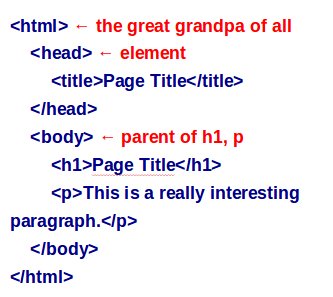 <html> ← the great grandpa of all
<head> ← element
<title>Page Title</title>
</head>
<body> ← parent of h1, p
<h1>Page Title</h1>
<p>This is a really interesting
paragraph.</p>
</body>
</html>